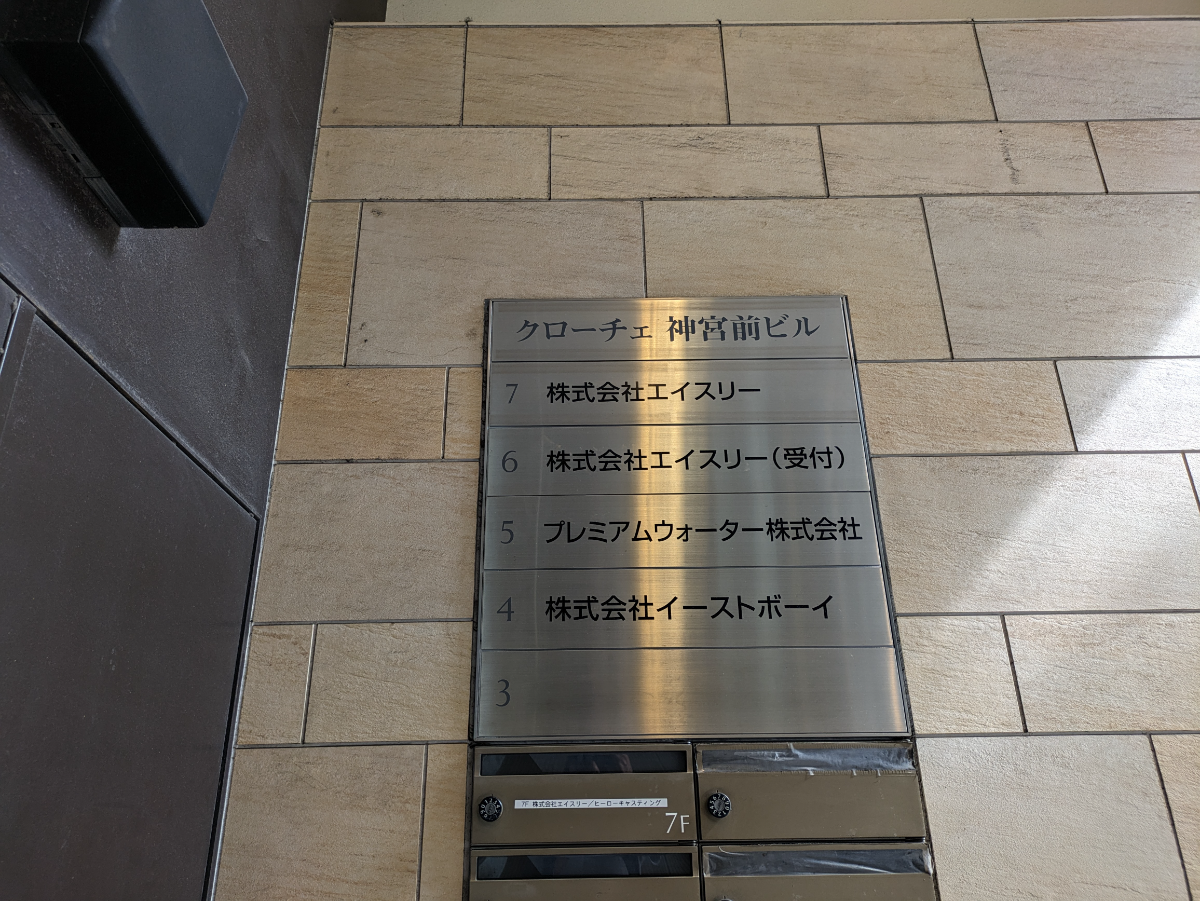 クローチェ 神宮前ビル
7 株式会社エイスリー
6 株式会社エイスリー(受付)
5 プレミアムウォーター株式会社
4 株式会社イーストボーイ
3
7F 株式会社エイスリー/ヒーローキャスティング
7F